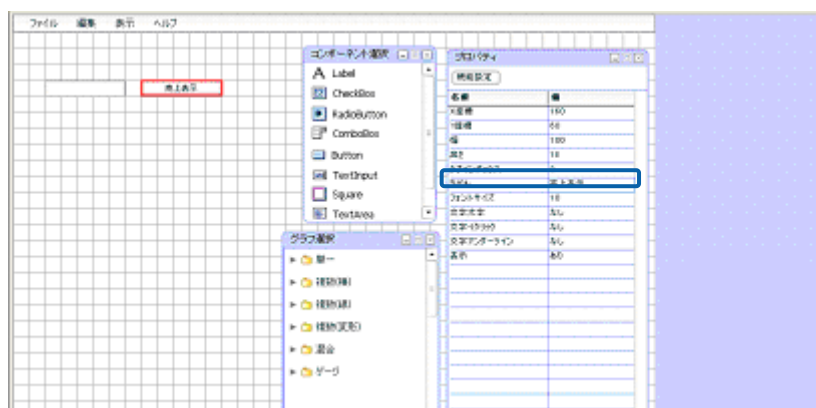 ファイル 編集 表示 ヘルプ
コンポーネント選択
Label
CheckBox
RadioButton
ComboBox
Button
TextInput
Square
TextArea
売上表示
グラフ選択
単一
複数(棒)
複数(線)
複数(変形)
混合
ゲージ
プロパティ
名称 値
X座標 160
Y座標 60
幅 100
高さ 18
ラベル 売上表示
フォントサイズ 10
文字太字 なし
文字イタリック なし
文字アンダーライン なし
表示 あり